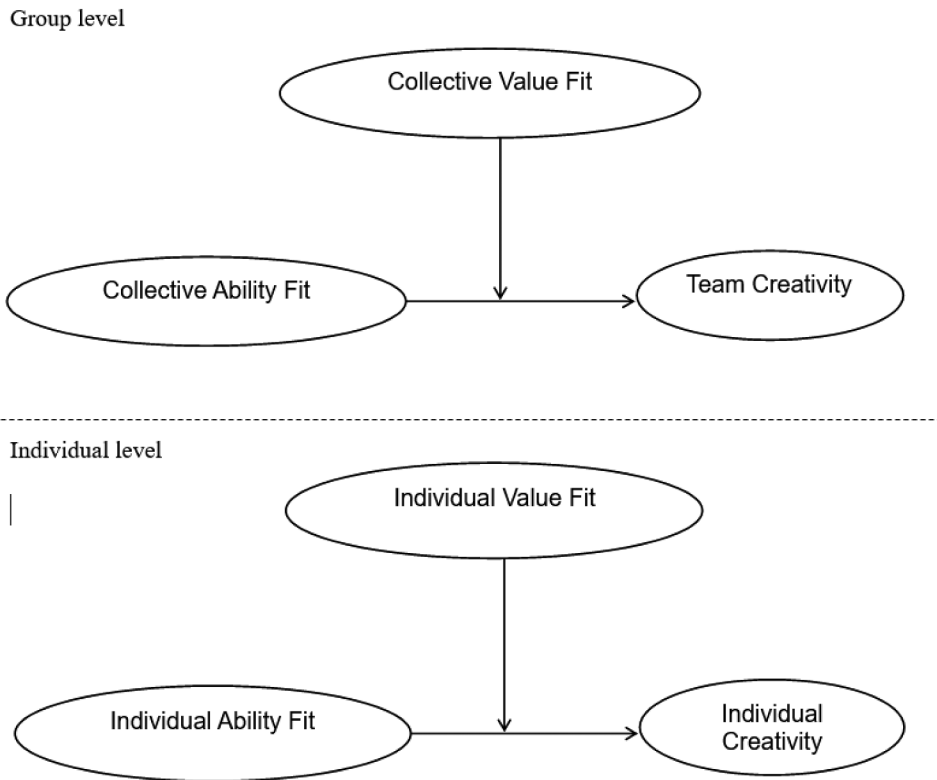 Group level
Collective Value Fit
Collective Ability Fit
Team Creativity
Individual level
Individual Value Fit
Individual Ability Fit
Individual
Creativity